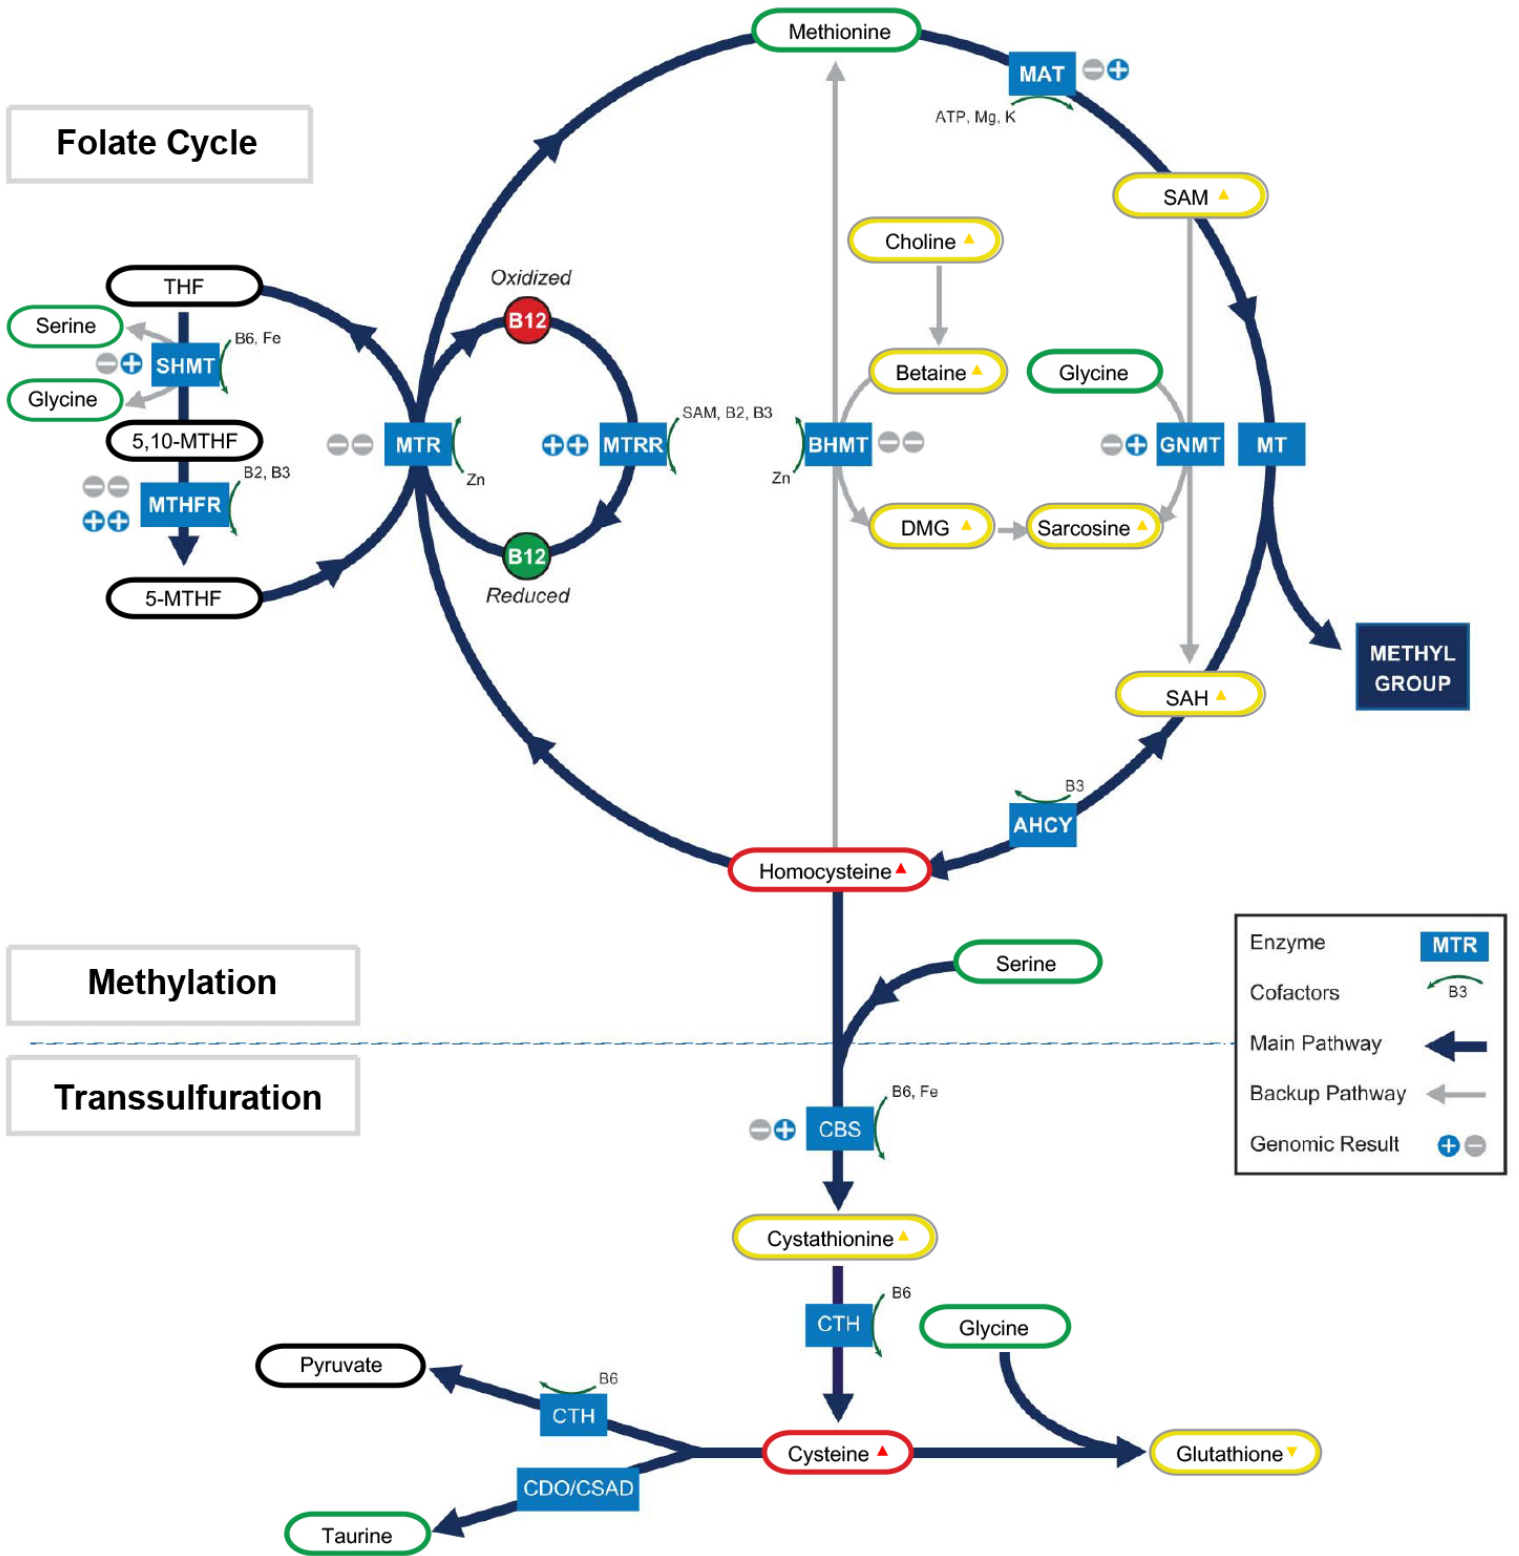 Methionine
MAT
ATP, Mg, K
Folate Cycle
SAM
Choline
THF
Oxidized
B12
Serine
B6, Fe
SHMT
Glycine
Betaine
Glycine
SAM, B2, B3
5,10-MTHF
MTR
MTRR
BHMT
GNMT
MT
Zn
Zn
B2, B3
MTHFR
DMG
Sarcosine
B12
Reduced
5-MTHF
METHYL
GROUP
SAH
B3
AHCY
Homocysteine
Enzyme
MTR
Serine
Methylation
Cofactors
B3
Main Pathway
Transsulfuration
B6, Fe
Backup Pathway
CBS
Genomic Result
Cystathionine
B6
CTH
Glycine
Pyruvate
B6
CTH
Cysteine
Glutathione
CDO/CSAD
Taurine